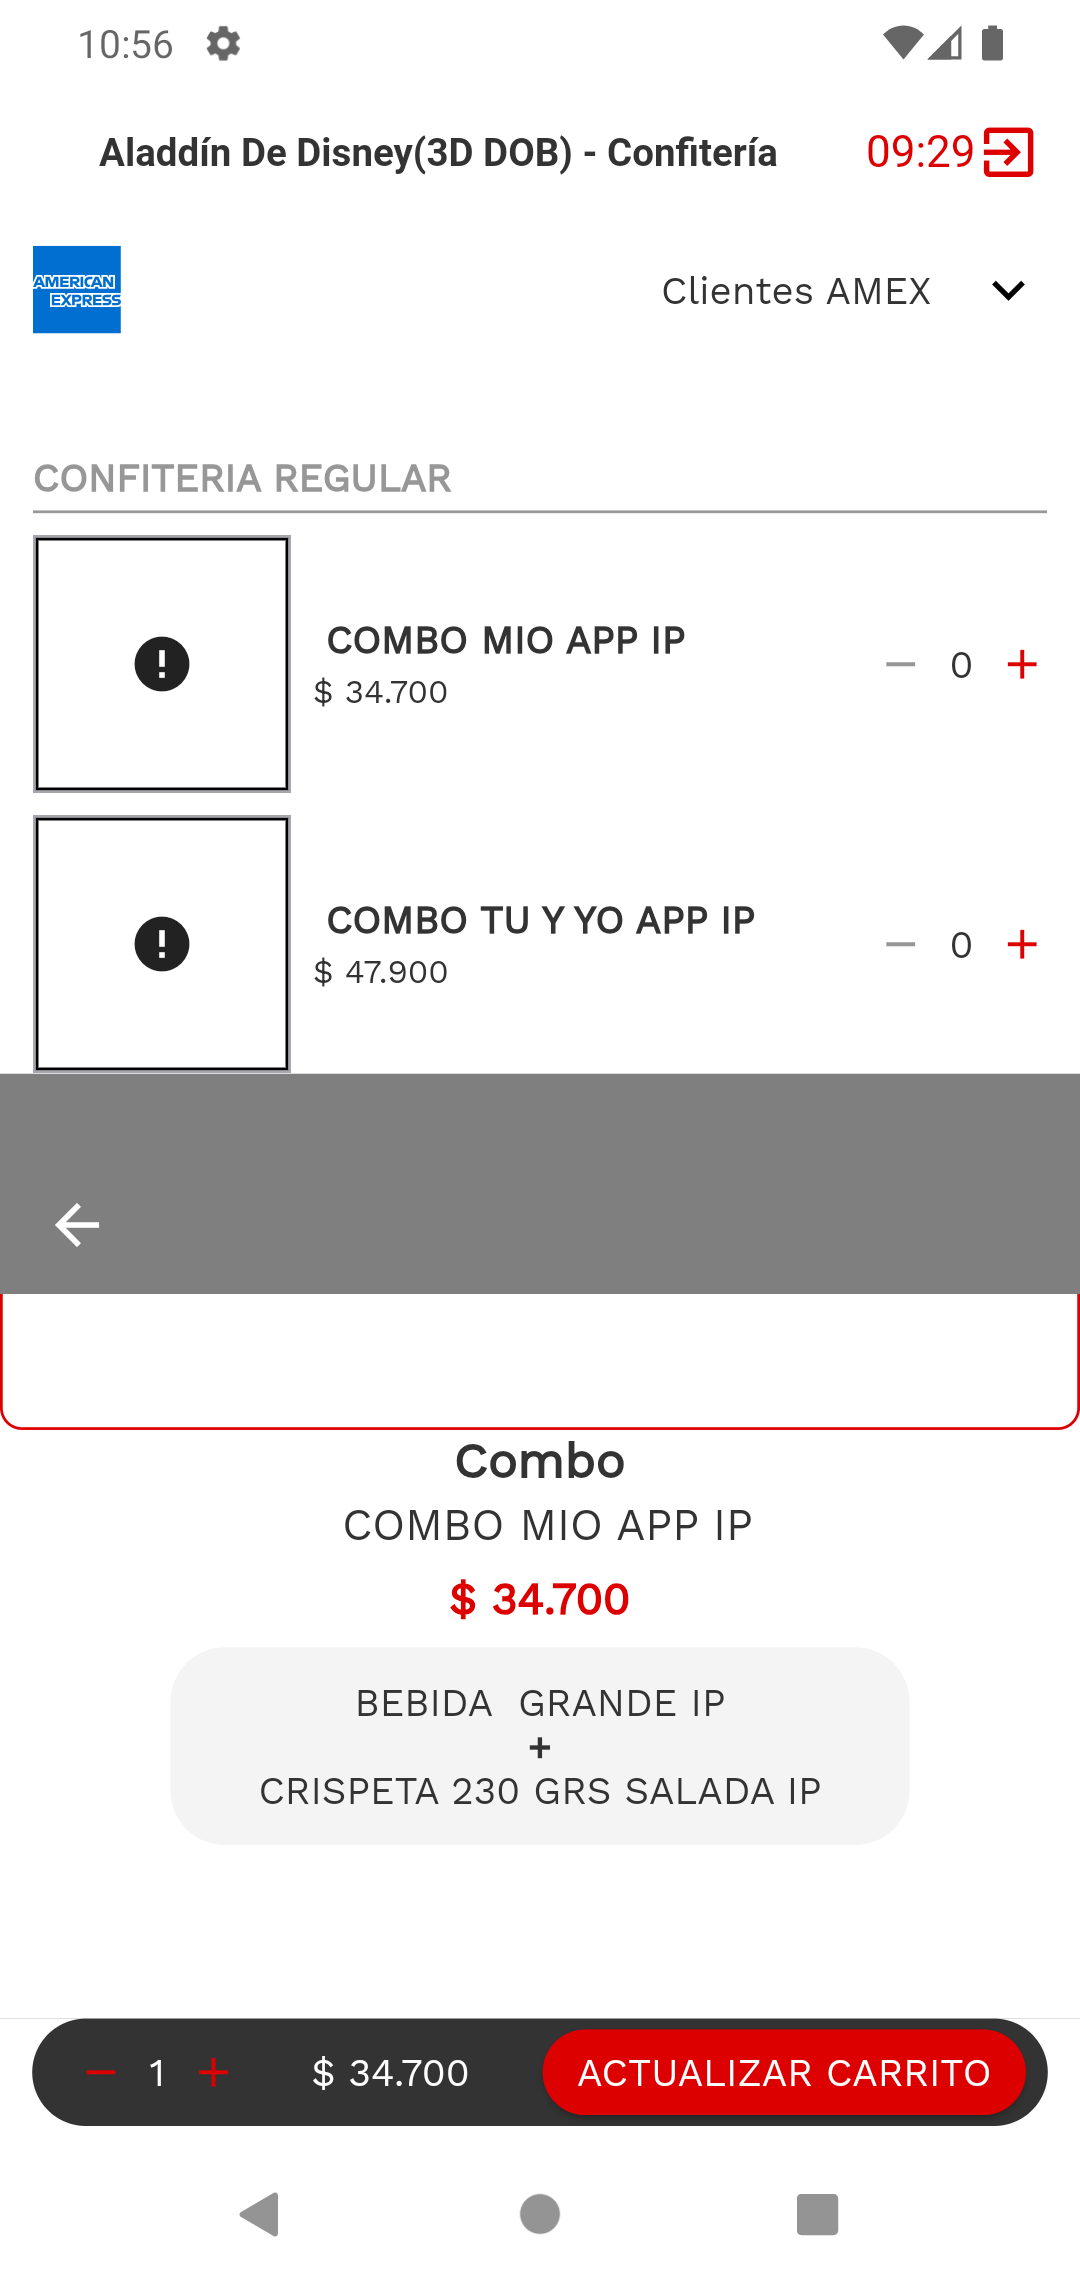 10:56
Aladdín De Disney(3D DOB) - Confitería
09:29
AMERICAN
EXPRESS
Clientes AMEX
CONFITERIA REGULAR
COMBO MIO APP IP
$ 34.700
0
COMBO TU Y YO APP IP
$ 47.900
0
Combo
COMBO MIO APP IP
$ 34.700
BEBIDA  GRANDE IP
+
CRISPETA 230 GRS SALADA IP
1
$ 34.700
ACTUALIZAR CARRITO